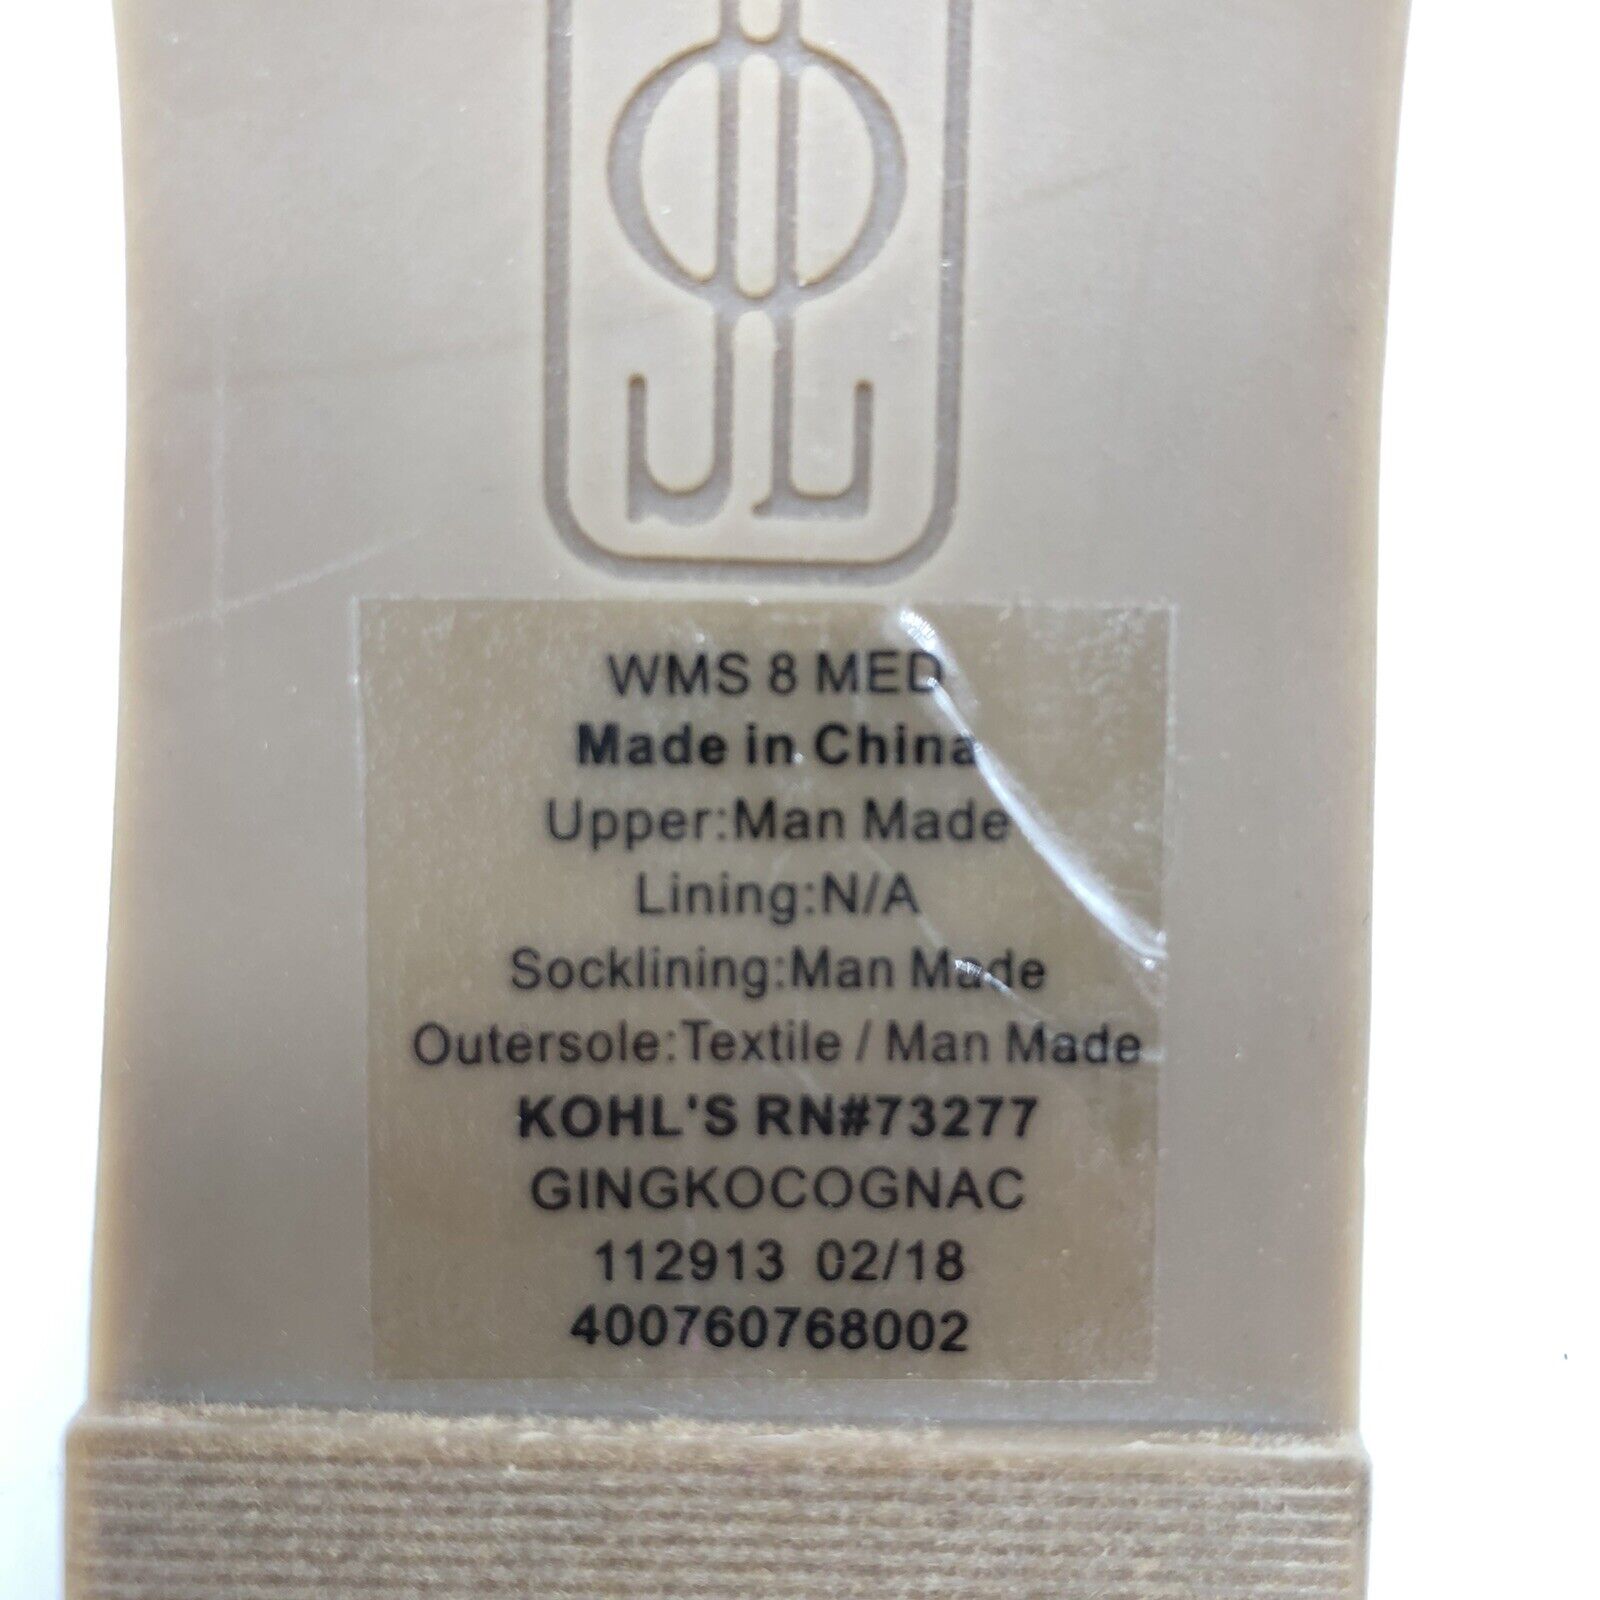 JL
WMS 8 MED
Made in China
Upper:Man Made
Lining:N/A
Socklining:Man Made
Outersole:Textile / Man Made
KOHL'S RN#73277
GINGKOCOGNAC
112913 02/18
400760768002